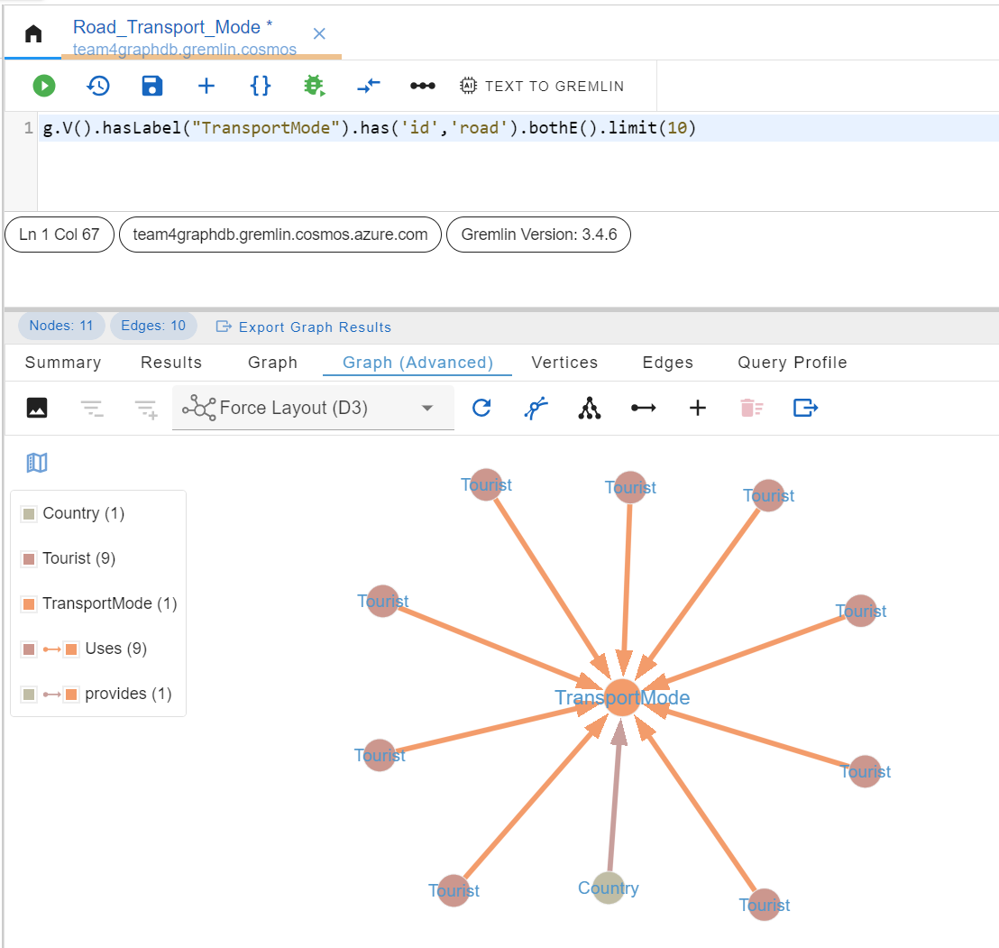 Road_Transport_Mode *
team4graphdb.gremlin.cosmos
TEXT TO GREMLIN
1 g.V().hasLabel("TransportMode").has('id','road').bothE().limit(10)
Ln 1 Col 67 team4graphdb.gremlin.cosmos.azure.com Gremlin Version: 3.4.6
Nodes: 11 Edges: 10 Export Graph Results
Summary Results Graph Graph (Advanced) Vertices Edges Query Profile
Force Layout (D3)
Country (1)
Tourist (9)
TransportMode (1)
Uses (9)
provides (1)
Tourist
Tourist
Tourist
Tourist
Tourist
TransportMode
Tourist
Tourist
Tourist
Country
Tourist